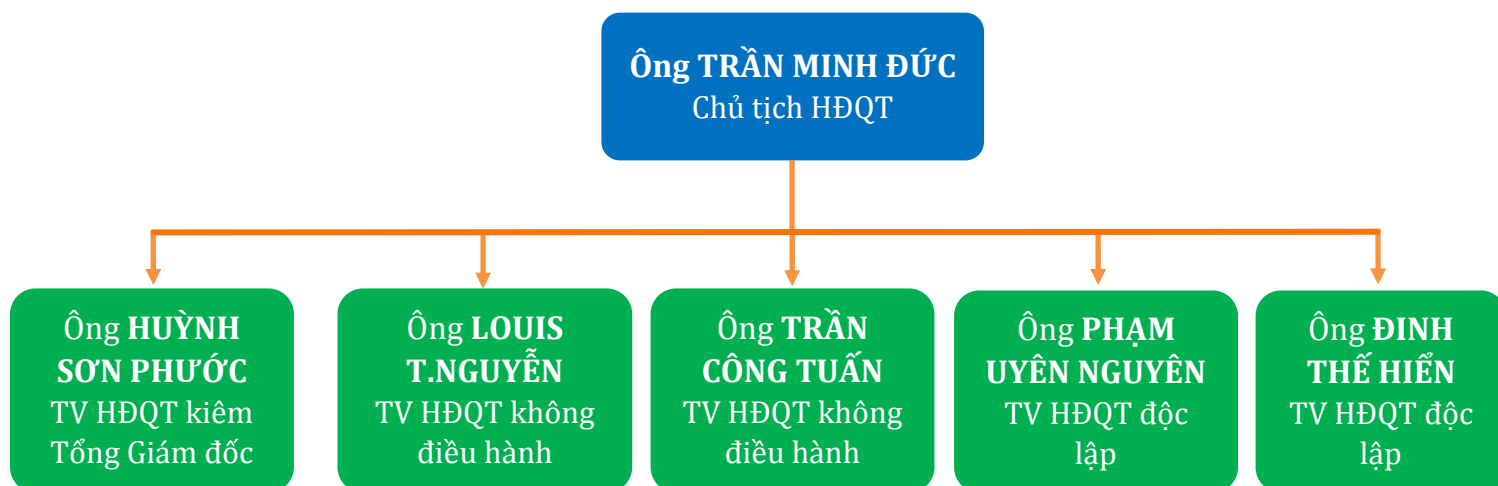 Ông TRẦN MINH ĐỨC
Chủ tịch HĐQT
Ông HUỲNH
SƠN PHƯỚC
TV HĐQT kiêm
Tổng Giám đốc
Ông LOUIS
T.NGUYỄN
TV HĐQT không
điều hành
Ông TRẦN
CÔNG TUẤN
TV HĐQT không
điều hành
Ông PHẠM
UYÊN NGUYÊN
TV HĐQT độc
lập
Ông ĐINH
THẾ HIỂN
TV HĐQT độc
lập